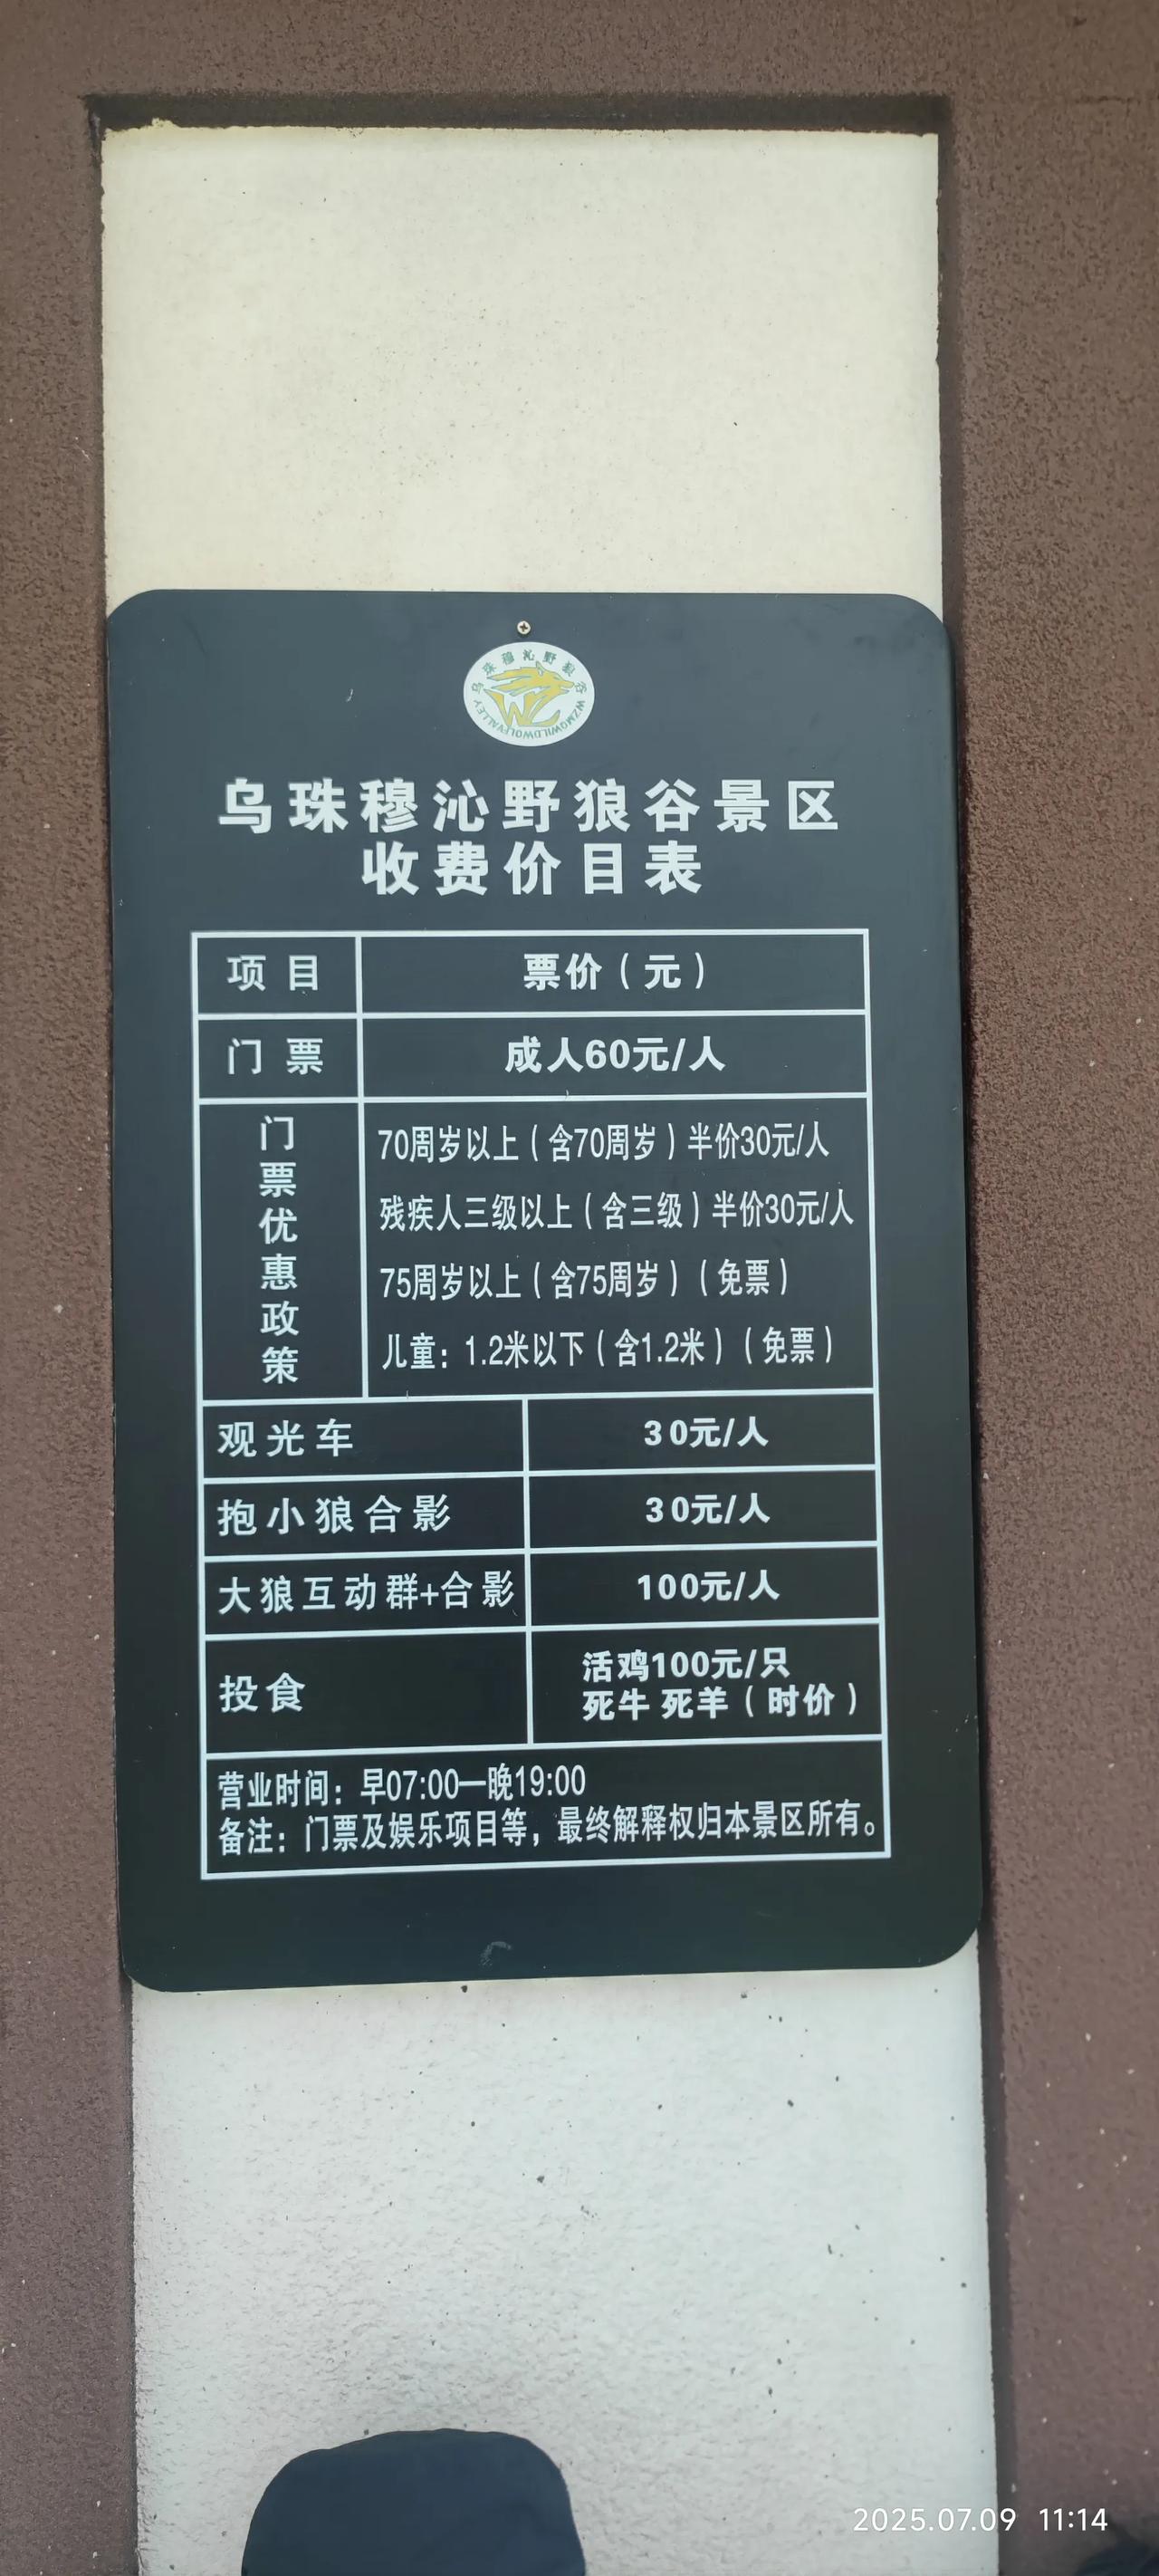 乌珠穆沁野狼谷
WZMQWILDWOLFVALLEY
乌珠穆沁野狼谷景区
收费价目表
项目 票价（元）
门票 成人60元/人
门票优惠政策
70周岁以上（含70周岁）半价30元/人
残疾人三级以上（含三级）半价30元/人
75周岁以上（含75周岁）（免票）
儿童：1.2米以下（含1.2米）（免票）
观光车 30元/人
抱小狼合影 30元/人
大狼互动群+合影 100元/人
投食 活鸡100元/只
死牛 死羊（时价）
营业时间：早07:00—晚19:00
备注：门票及娱乐项目等，最终解释权归本景区所有。
2025.07.09 11:14